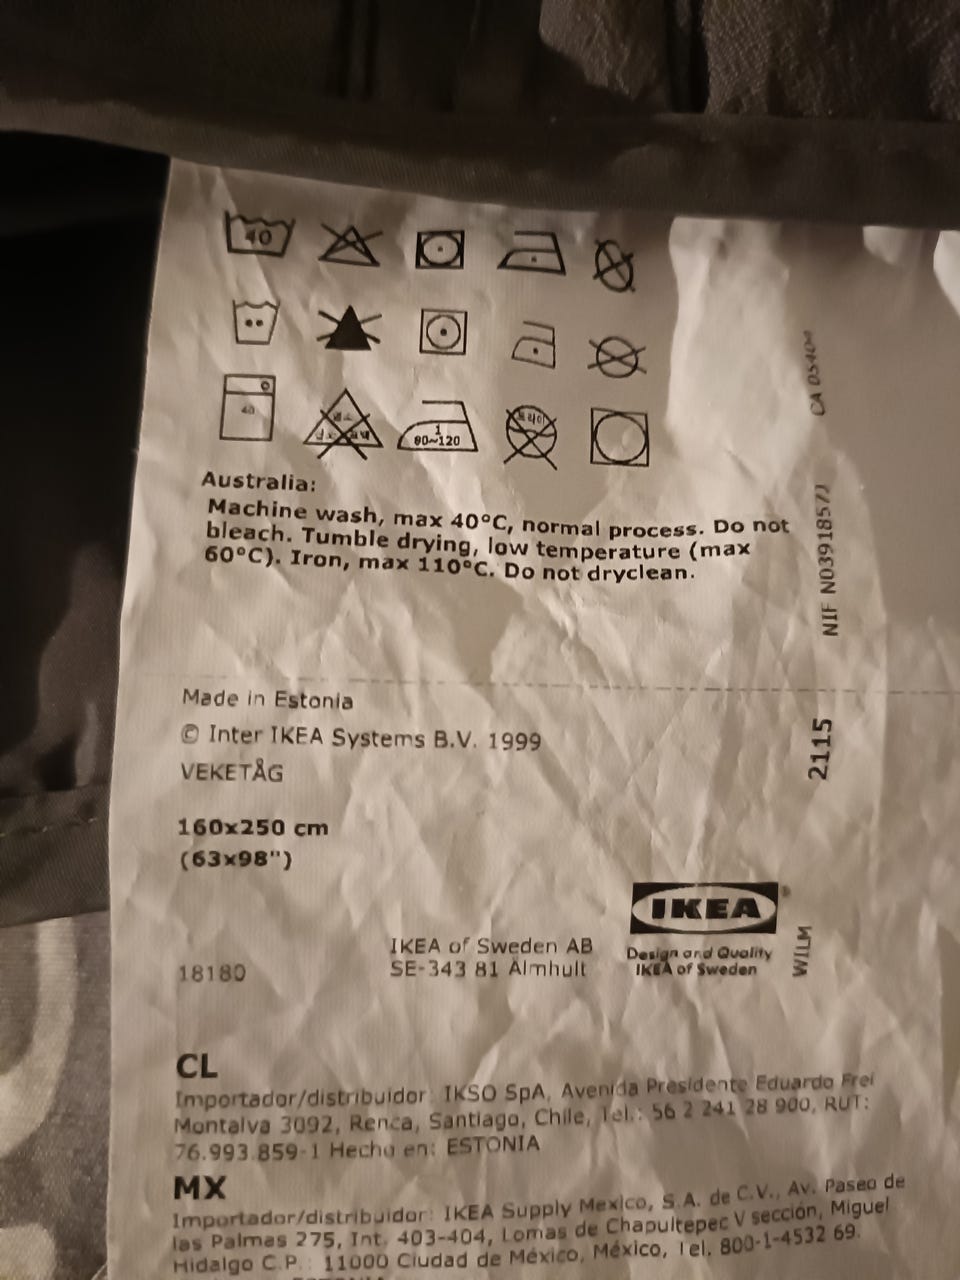 40
40
1
80~120
드라이
Australia:
Machine wash, max 40°C, normal process. Do not
bleach. Tumble drying, low temperature (max
60°C). Iron, max 110°C. Do not dryclean.
Made in Estonia
© Inter IKEA Systems B.V. 1999
VEKETÅG
160x250 cm
(63x98")
18180
IKEA of Sweden AB
SE-343 81 Älmhult
IKEA
Design and Quality
IKEA of Sweden
WILM
2115
NIF
CL
Importador/distribuidor: IKSO SpA, Avenida Presidente Eduardo Frei
Montalva 3092, Renca, Santiago, Chile, Tel.: 56 2 241 28 900, RUT:
76.993.859-1 Hecho en: ESTONIA
MX
Importador/distribuidor: IKEA Supply Mexico, S.A. de C.V., Av. Paseo de
las Palmas 275, Int. 403-404, Lomas de Chapultepec V sección, Miguel
Hidalgo C.P.: 11000 Ciudad de México, México, Tel. 800-1-4532 69.